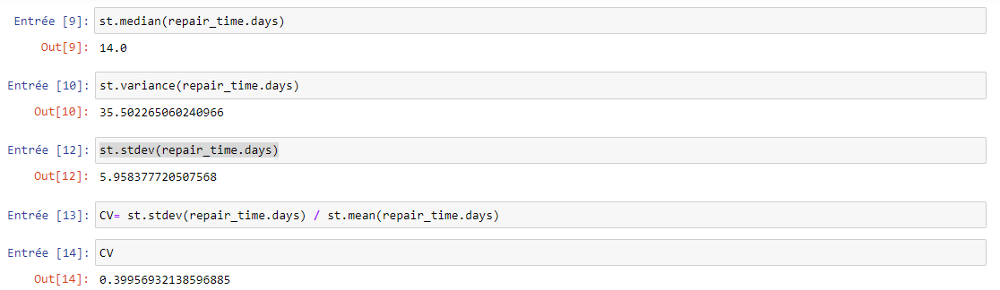 Entrée [9]: st.median(repair_time.days)
Out[9]: 14.0
Entrée [10]: st.variance(repair_time.days)
Out[10]: 35.502265060240966
Entrée [12]: st.stdev(repair_time.days)
Out[12]: 5.958377720507568
Entrée [13]: CV= st.stdev(repair_time.days) / st.mean(repair_time.days)
Entrée [14]: CV
Out[14]: 0.39956932138596885